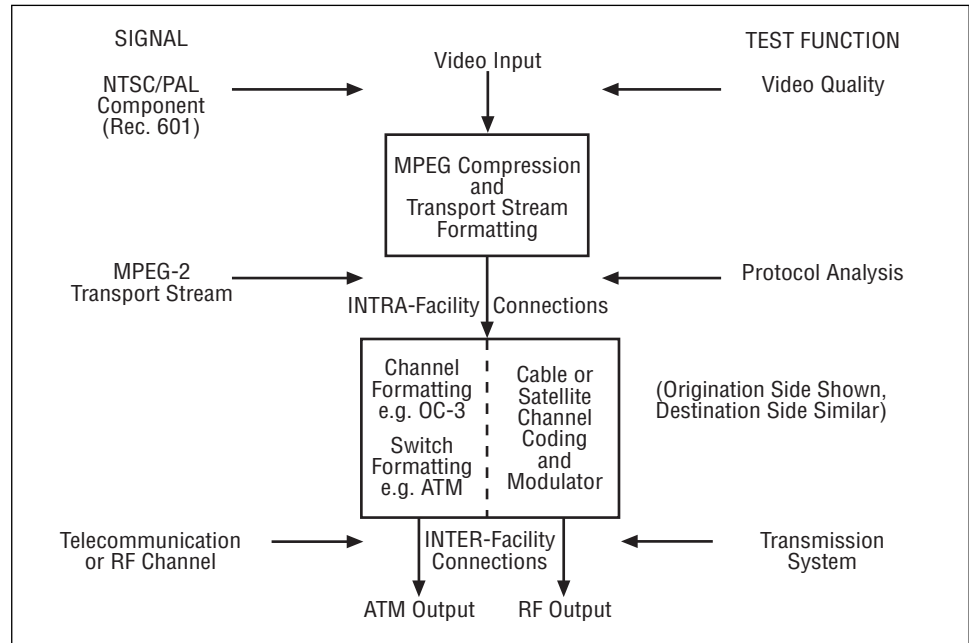 SIGNAL
TEST FUNCTION
Video Input
NTSC/PAL
Component
(Rec. 601)
Video Quality
MPEG Compression
and
Transport Stream
Formatting
MPEG-2
Transport Stream
Protocol Analysis
INTRA-Facility Connections
Channel
Formatting
e.g. OC-3
Switch
Formatting
e.g. ATM
Cable or
Satellite
Channel
Coding
and
Modulator
(Origination Side Shown,
Destination Side Similar)
Telecommunication
or RF Channel
INTER-Facility
Connections
Transmission
System
ATM Output
RF Output